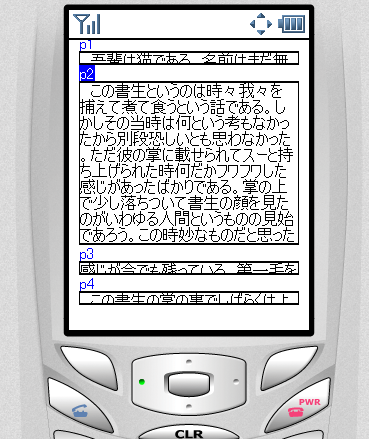 p1
吾輩は猫である。名前はまだ無
p2
この書生というのは時々我々を
捕えて煮て食うという話である。し
かしその当時は何という考もなかっ
たから別段恐しいとも思わなかった
。ただ彼の掌に載せられてスーと持
ち上げられた時何だかフワフワした
感じがあったばかりである。掌の上
で少し落ちついて書生の顔を見た
のがいわゆる人間というものの見始
であろう。この時妙なものだと思った
p3
感じが今でも残っている。第一毛を
p4
この書生の掌の裏でしばらくは上
PWR
CLR